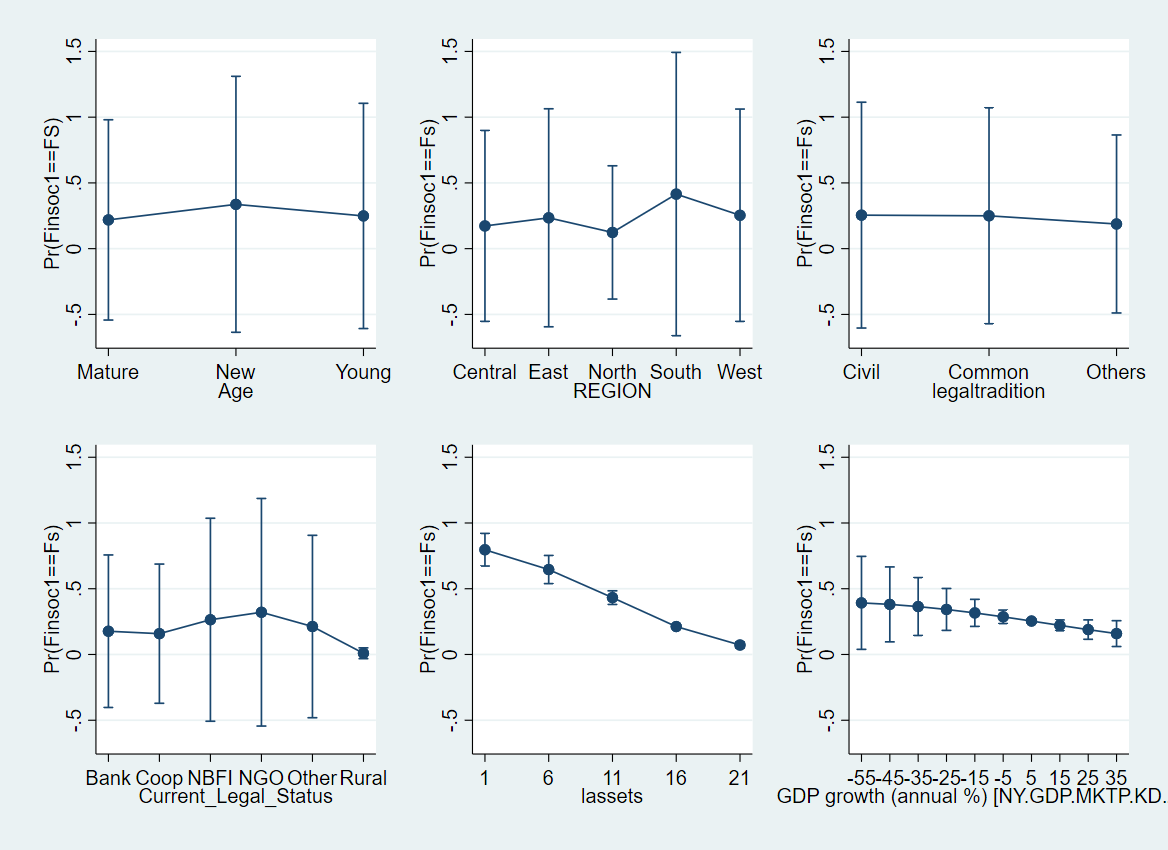 Pr(Finsoc1==FS)
1.5
1
.5
0
-.5
Mature New Young
Age
Pr(Finsoc1==Fs)
1.5
1
.5
0
-.5
Central East North South West
REGION
Pr(Finsoc1==Fs)
1.5
1
.5
0
-.5
Civil Common Others
legaltradition
Pr(Finsoc1==Fs)
1.5
1
.5
0
-.5
Bank Coop NBFI NGO Other Rural
Current_Legal_Status
Pr(Finsoc1==Fs)
1.5
1
.5
0
-.5
1 6 11 16 21
lassets
Pr(Finsoc1==Fs)
1.5
1
.5
0
-.5
-55 -45 -35 -25 -15 -5 5 15 25 35
GDP growth (annual %) [NY.GDP.MKTP.KD.